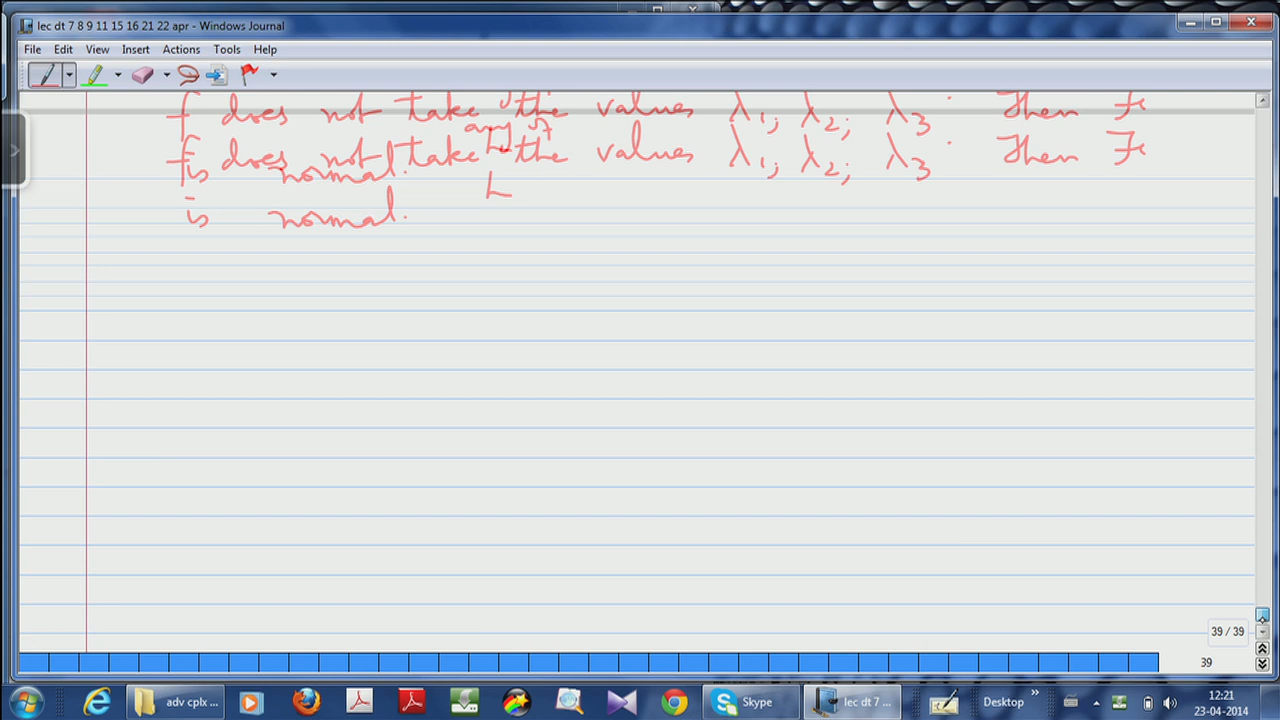 lec dt 7 8 9 11 15 16 21 22 apr - Windows Journal
File Edit View Insert Actions Tools Help
f does not take the values λ1, λ2, λ3. Then F
any of
f does not take the values λ1, λ2, λ3. Then F
is normal.
is normal.
39 / 39
39
adv cplx ...
Skype
lec dt 7 ...
Desktop
12:21
23-04-2014